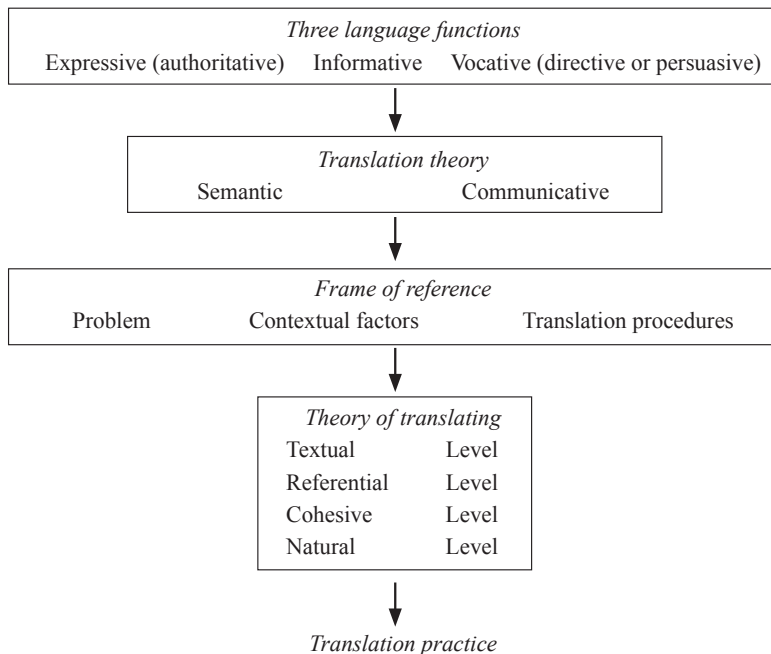 Three language functions
Expressive (authoritative) Informative Vocative (directive or persuasive)
Translation theory
Semantic Communicative
Frame of reference
Problem Contextual factors Translation procedures
Theory of translating
Textual Level
Referential Level
Cohesive Level
Natural Level
Translation practice